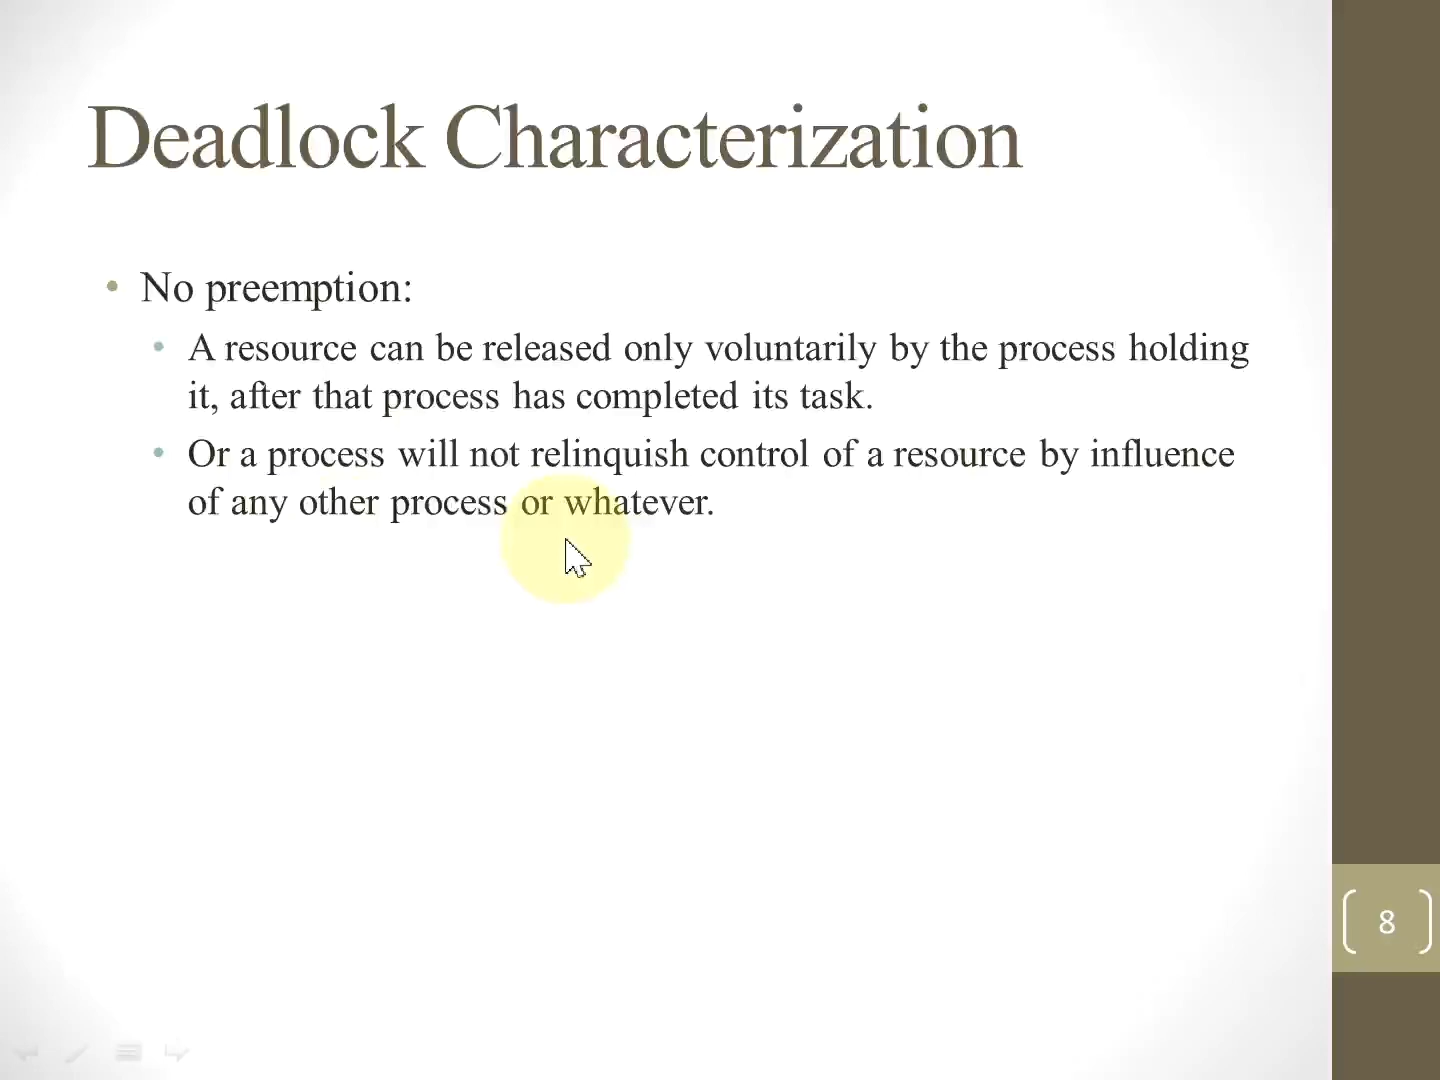 Deadlock Characterization
• No preemption:
• A resource can be released only voluntarily by the process holding
it, after that process has completed its task.
• Or a process will not relinquish control of a resource by influence
of any other process or whatever.
8